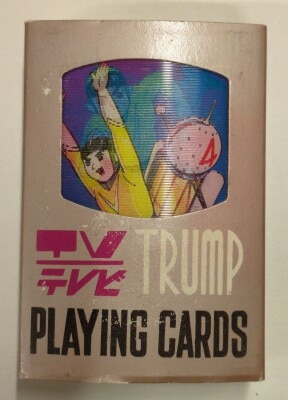 4
TV
テレビ TRUMP
PLAYING CARDS